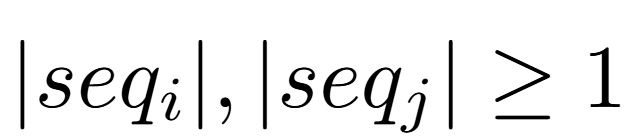 |seq_i|, |seq_j| ≥ 1